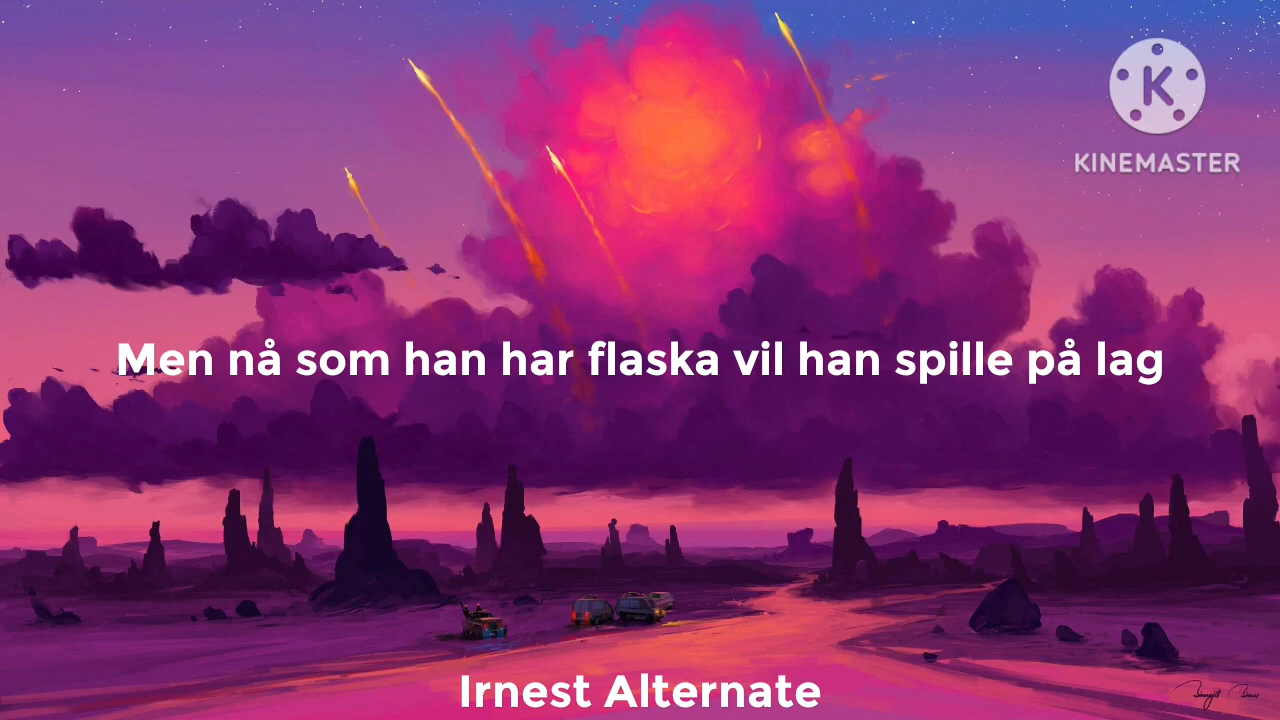 KINEMASTER
Men nå som han har flaska vil han spille på lag
Irnest Alternate